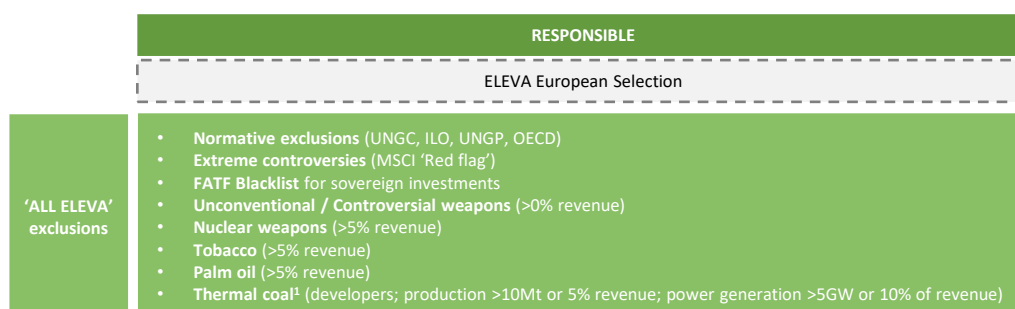 RESPONSIBLE
ELEVA European Selection
‘ALL ELEVA’
exclusions
• Normative exclusions (UNGC, ILO, UNGP, OECD)
• Extreme controversies (MSCI ‘Red flag’)
• FATF Blacklist for sovereign investments
• Unconventional / Controversial weapons (>0% revenue)
• Nuclear weapons (>5% revenue)
• Tobacco (>5% revenue)
• Palm oil (>5% revenue)
• Thermal coal¹ (developers; production >10Mt or 5% revenue; power generation >5GW or 10% of revenue)